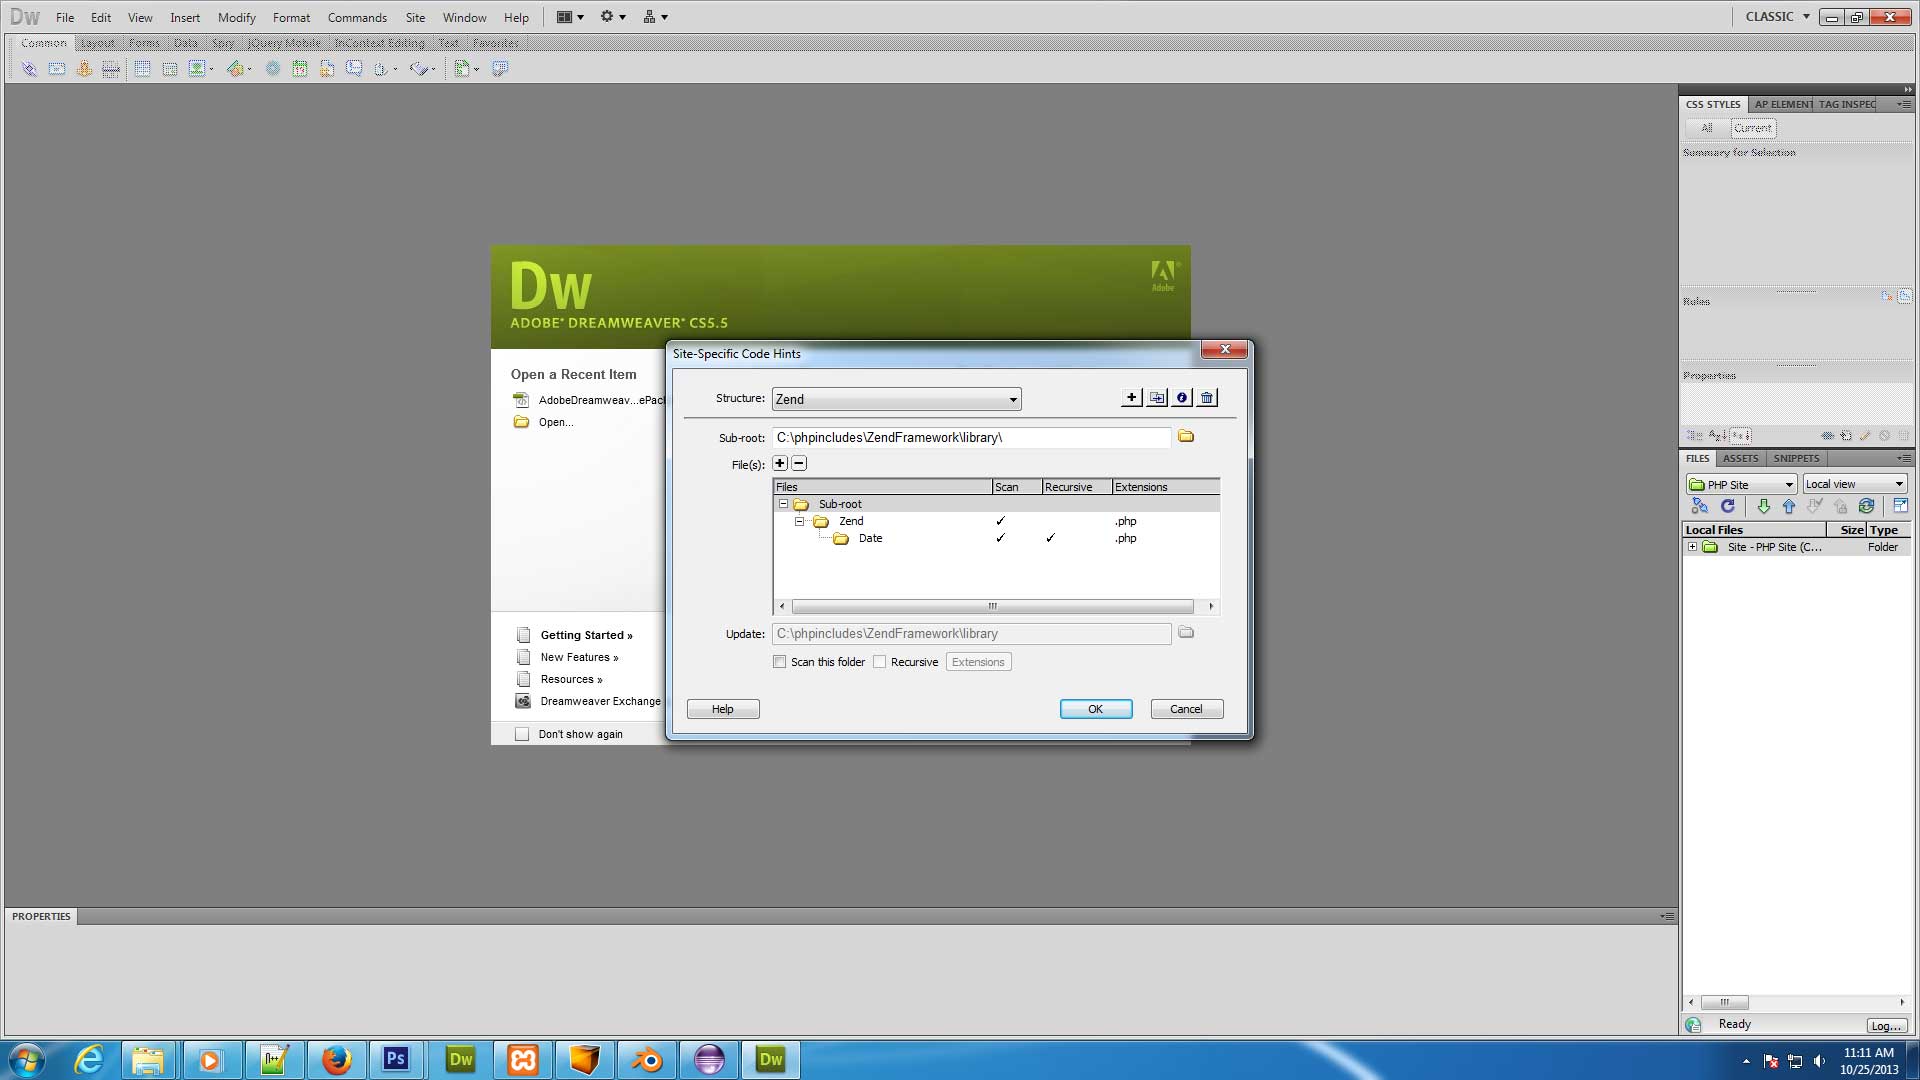 Dw File Edit View Insert Modify Format Commands Site Window Help CLASSIC
Common Layout Forms Data Spry jQuery Mobile InContext Editing Text Favorites
CSS STYLES AP ELEMENT TAG INSPEC
All Current
Summary for Selection
Rules
Properties
Dw
ADOBE® DREAMWEAVER® CS5.5
Adobe
Open a Recent Item
AdobeDreamweav...ePack
Open...
Getting Started »
New Features »
Resources »
Dreamweaver Exchange
Don't show again
Site-Specific Code Hints
Structure: Zend
Sub-root: C:\phpincludes\ZendFramework\library\
File(s):
Files Scan Recursive Extensions
Sub-root
Zend ✓ .php
Date ✓ ✓ .php
Update: C:\phpincludes\ZendFramework\library
Scan this folder Recursive Extensions
Help OK Cancel
FILES ASSETS SNIPPETS
PHP Site Local view
Local Files Size Type
Site - PHP Site (C... Folder
Ready Log...
PROPERTIES
Ps Dw Dw
11:11 AM
10/25/2013